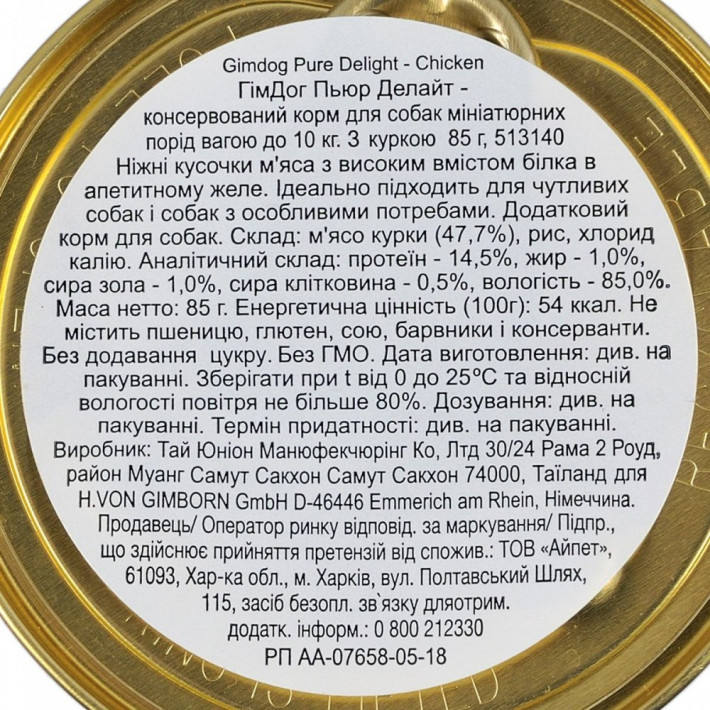 Gimdog Pure Delight - Chicken
ГімДог Пьюр Делайт -
консервований корм для собак мініатюрних
порід вагою до 10 кг. З куркою 85 г, 513140
Ніжні кусочки м'яса з високим вмістом білка в
апетитному желе. Ідеально підходить для чутливих
собак і собак з особливими потребами. Додатковий
корм для собак. Склад: м'ясо курки (47,7%), рис, хлорид
калію. Аналітичний склад: протеїн - 14,5%, жир - 1,0%,
сира зола - 1,0%, сира клітковина - 0,5%, вологість - 85,0%.
Маса нетто: 85 г. Енергетична цінність (100г): 54 ккал. Не
містить пшеницю, глютен, сою, барвники і консерванти.
Без додавання цукру. Без ГМО. Дата виготовлення: див. на
пакуванні. Зберігати при t від 0 до 25ºC та відносній
вологості повітря не більше 80%. Дозування: див. на
пакуванні. Термін придатності: див. на пакуванні.
Виробник: Тай Юніон Манюфекчюрінг Ко, Лтд 30/24 Рама 2 Роуд,
район Муанг Самут Сакхон Самут Сакхон 74000, Таїланд для
H.VON GIMBORN GmbH D-46446 Emmerich am Rhein, Німеччина.
Продавець/ Оператор ринку відповід. за маркування/ Підпр.,
що здійснює прийняття претензій від спожив.: ТОВ «Айпет»,
61093, Хар-ка обл., м. Харків, вул. Полтавський Шлях,
115, засіб безопл. зв`язку дляотрим.
додатк. інформ.: 0 800 212330
РП АА-07658-05-18